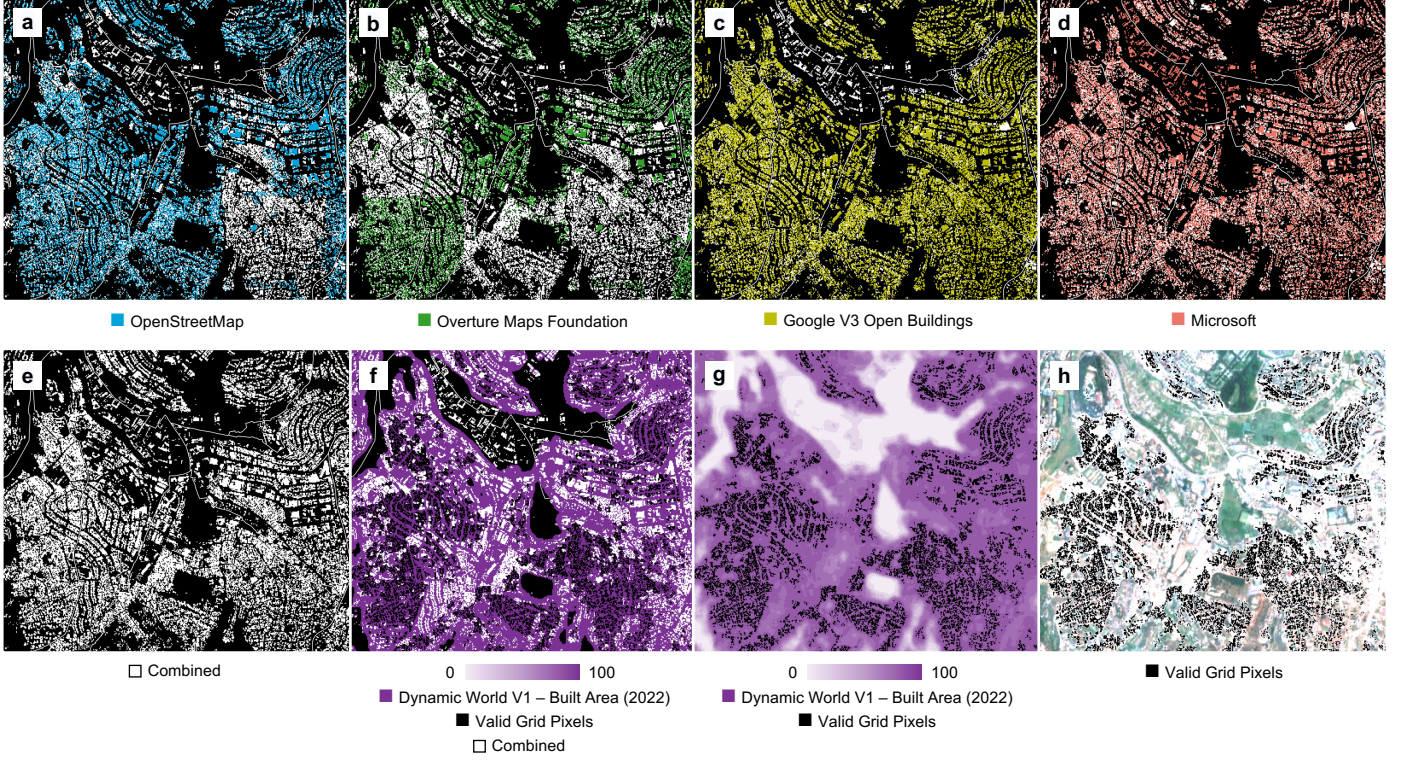 a b c d
OpenStreetMap Overture Maps Foundation Google V3 Open Buildings Microsoft
e f g h
Combined 0 100 0 100 Valid Grid Pixels
Dynamic World V1 – Built Area (2022) Dynamic World V1 – Built Area (2022)
Valid Grid Pixels Valid Grid Pixels
Combined